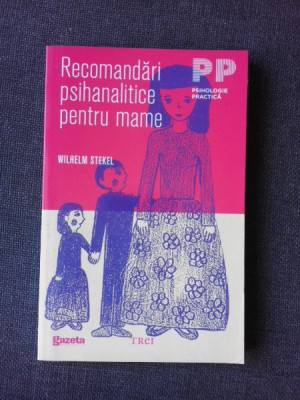 Recomandări
psihanalitice
pentru mame
PP
PSIHOLOGIE
PRACTICĂ
WILHELM STEKEL
gazeta
TREI